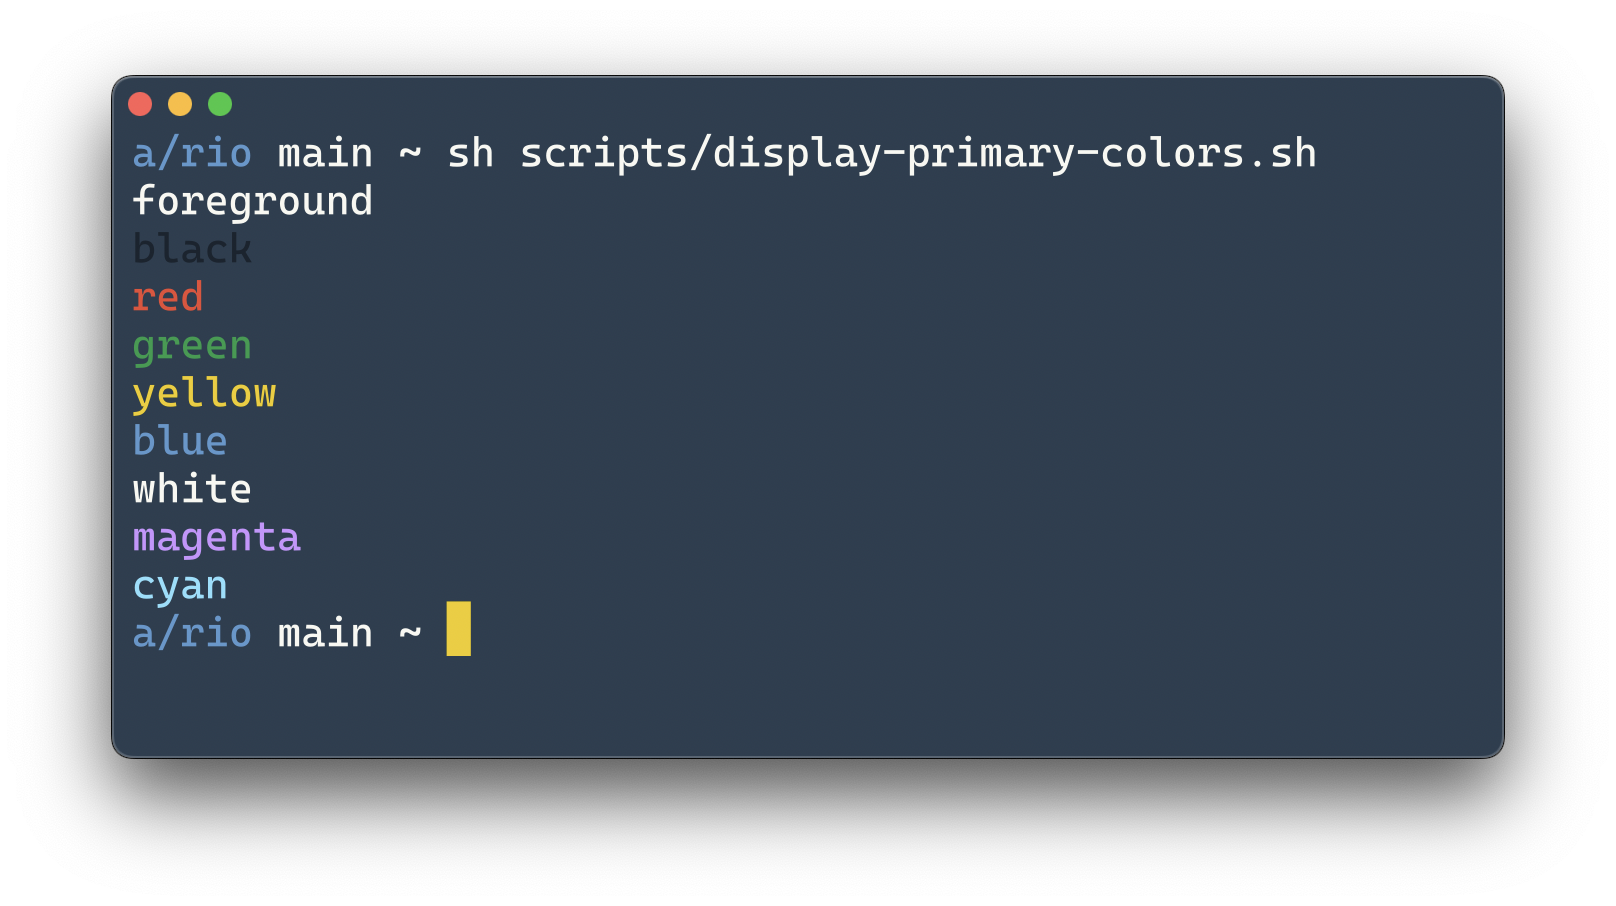 a/rio main ~ sh scripts/display-primary-colors.sh
foreground
black
red
green
yellow
blue
white
magenta
cyan
a/rio main ~